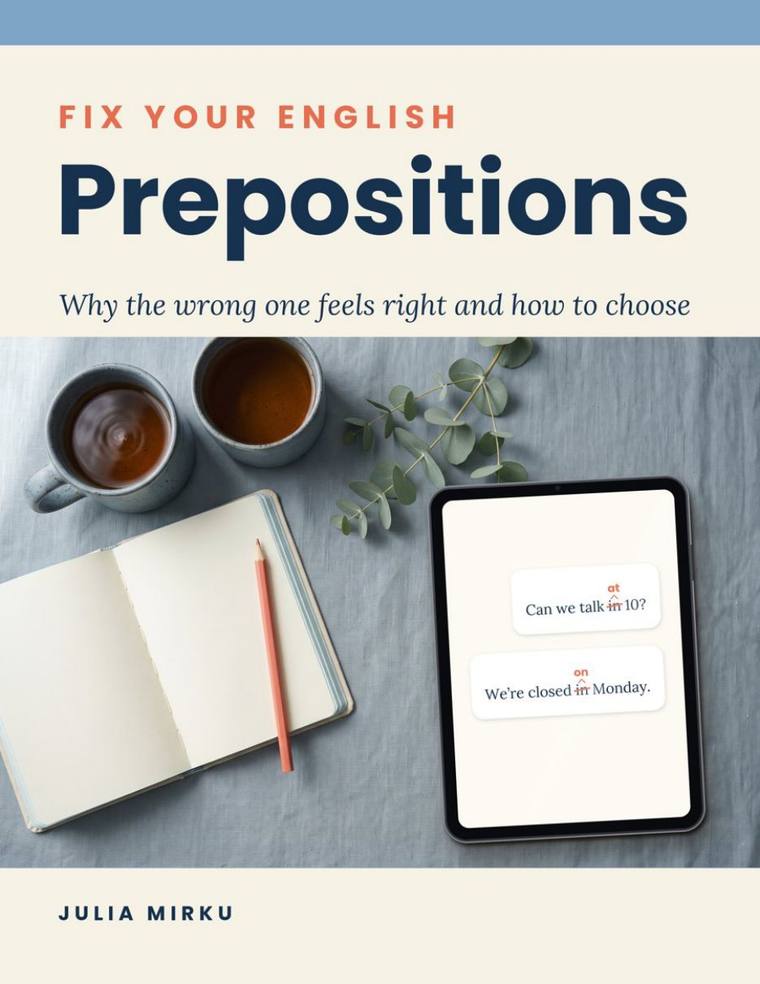 FIX YOUR ENGLISH
Prepositions
Why the wrong one feels right and how to choose
at
Can we talk in 10?
on
We're closed in Monday.
JULIA MIRKU